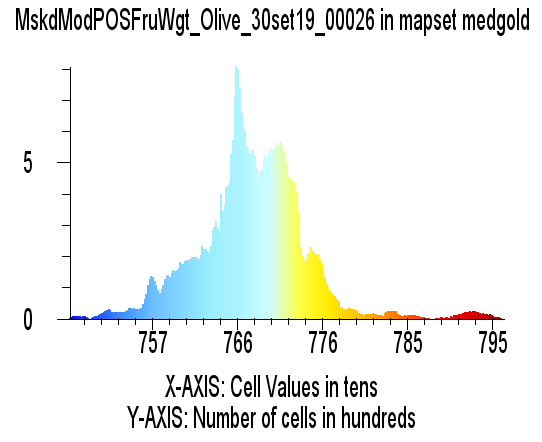 MskdModPOSFruWgt_Olive_30set19_00026 in mapset medgold
5
0
757 766 776 785 795
X-AXIS: Cell Values in tens
Y-AXIS: Number of cells in hundreds